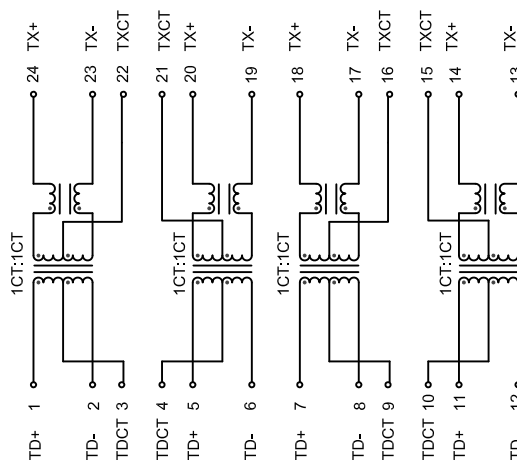 TX+
TX-
TXCT
TXCT
TX+
TX-
TX+
TX-
TXCT
TXCT
TX+
TX-
24
23
22
21
20
19
18
17
16
15
14
13
1CT:1CT
1CT:1CT
1CT:1CT
1CT:1CT
1
2
3
4
5
6
7
8
9
10
11
12
TD+
TD-
TDCT
TDCT
TD+
TD-
TD+
TD-
TDCT
TDCT
TD+
TD-